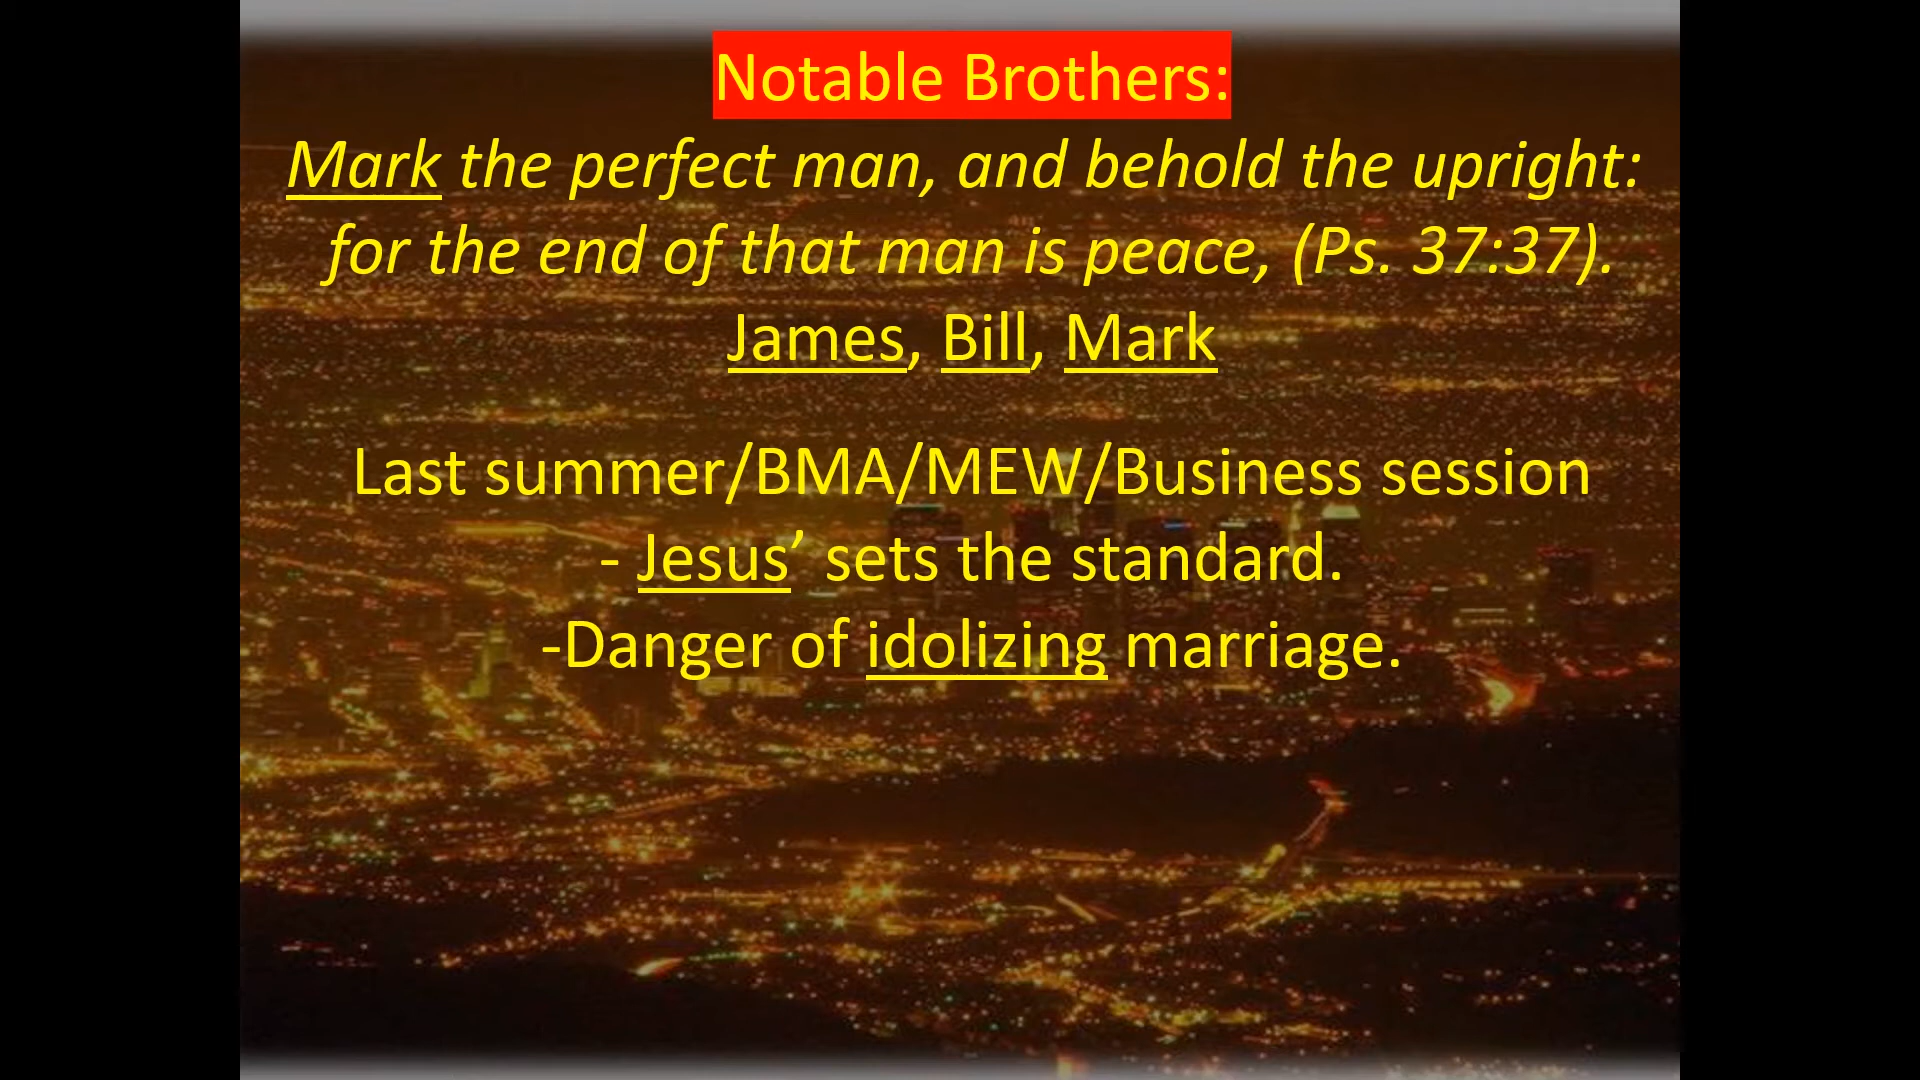 Notable Brothers:
Mark the perfect man, and behold the upright:
for the end of that man is peace, (Ps. 37:37).
James, Bill, Mark
Last summer/BMA/MEW/Business session
- Jesus’ sets the standard.
-Danger of idolizing marriage.